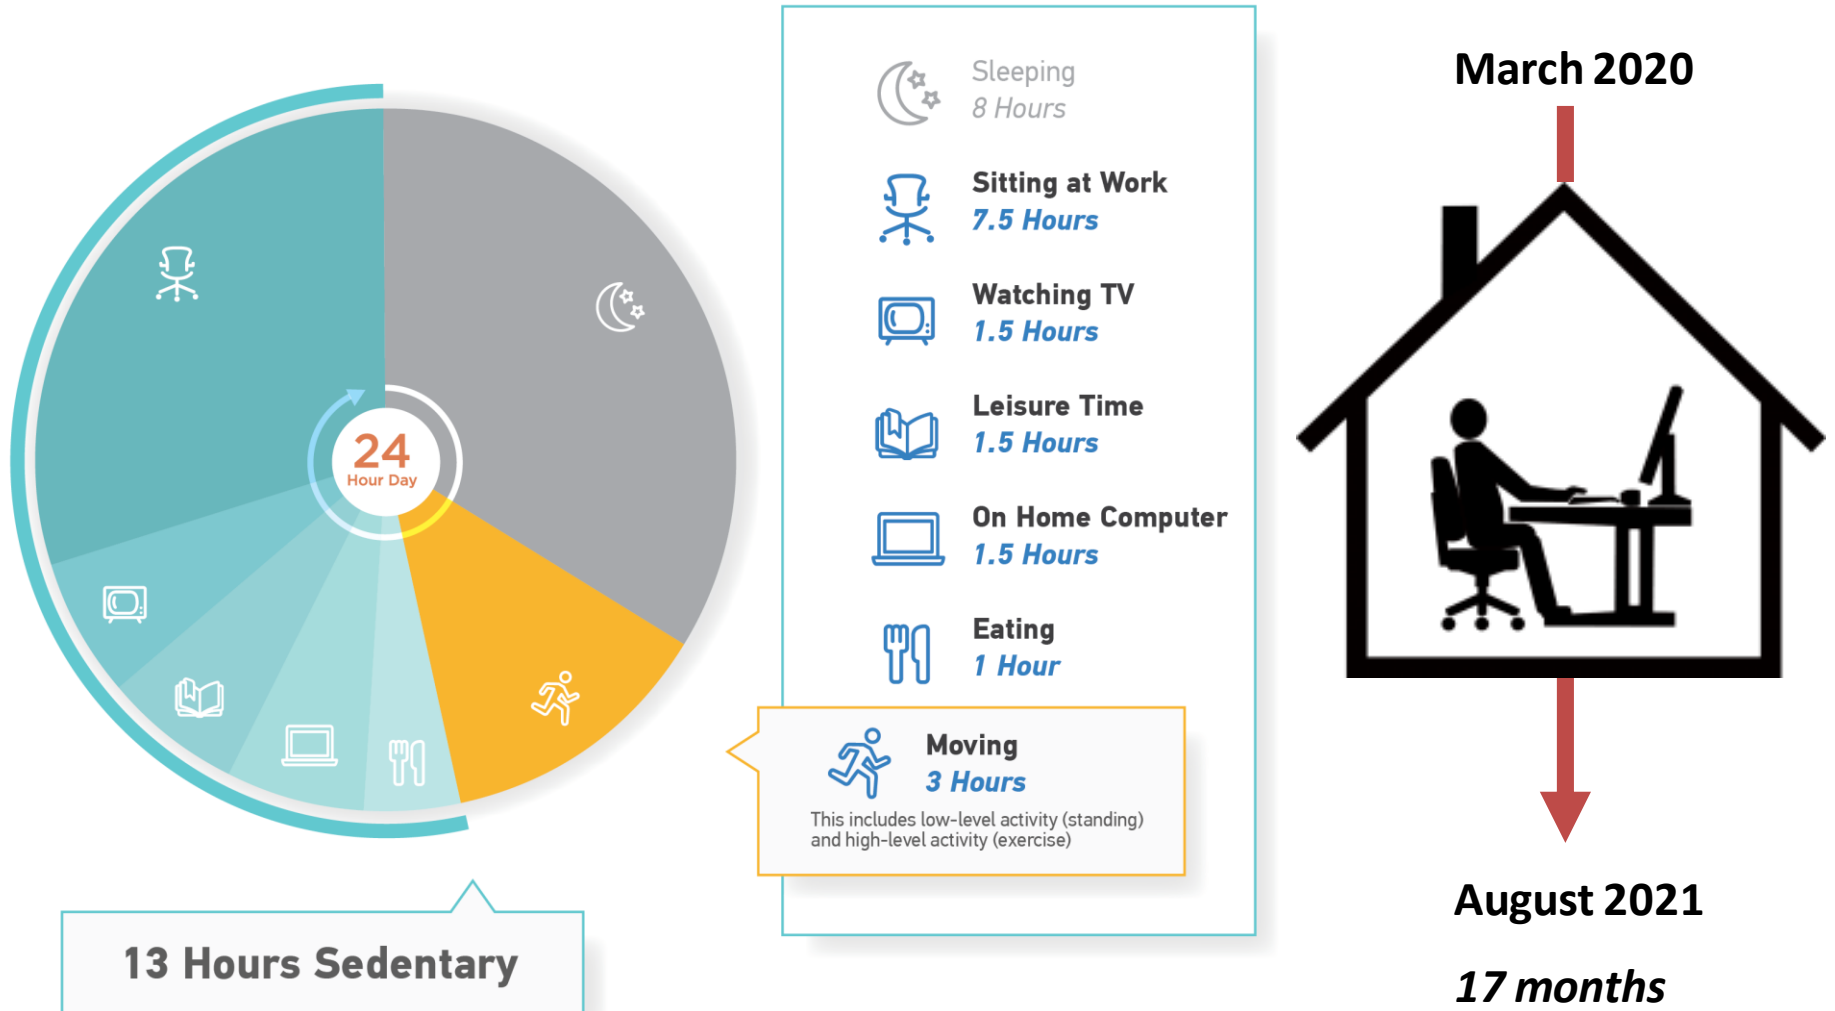 24
Hour Day
13 Hours Sedentary
Sleeping
8 Hours
Sitting at Work
7.5 Hours
Watching TV
1.5 Hours
Leisure Time
1.5 Hours
On Home Computer
1.5 Hours
Eating
1 Hour
Moving
3 Hours
This includes low-level activity (standing)
and high-level activity (exercise)
March 2020
August 2021
17 months